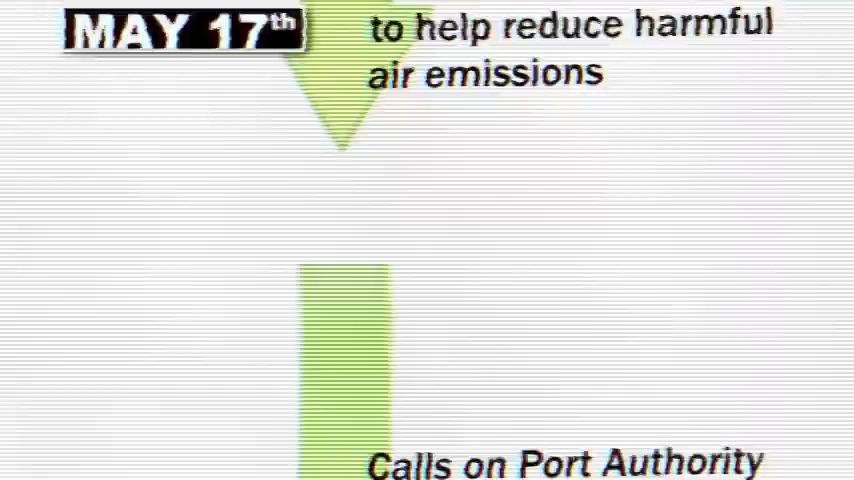 MAY 17th
to help reduce harmful
air emissions
Calls on Port Authority